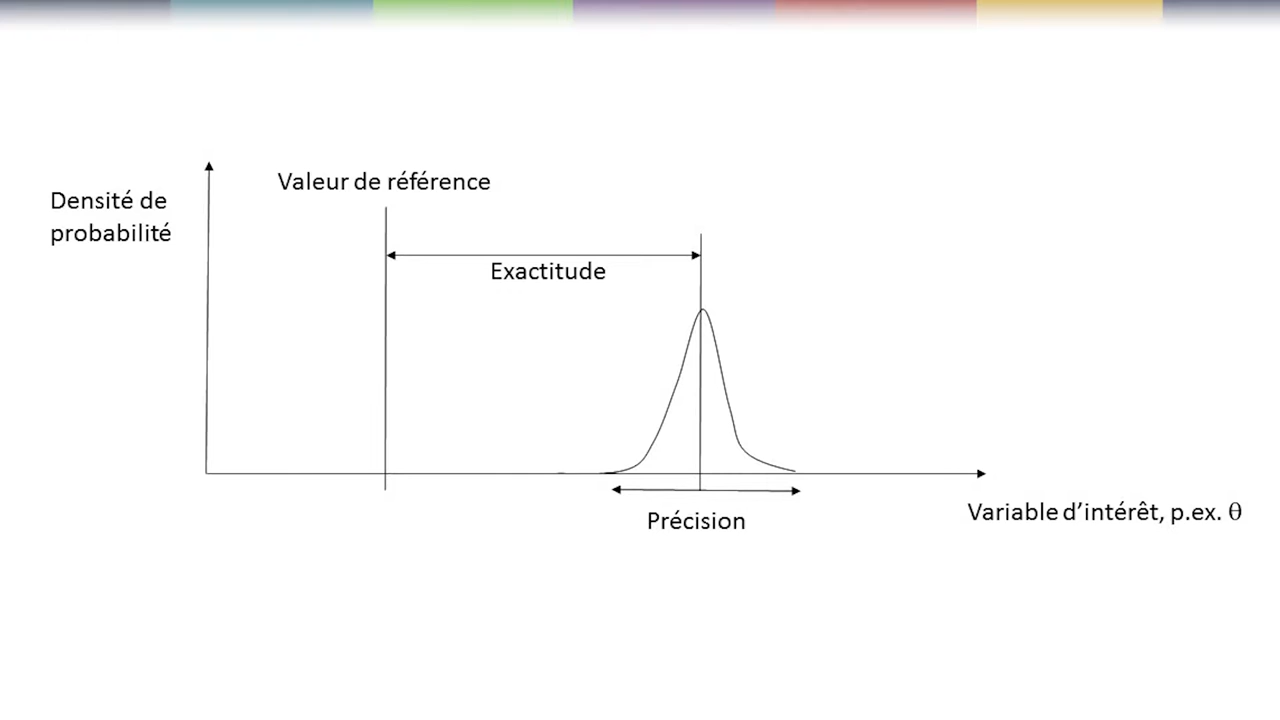 Valeur de référence
Densité de
probabilité
Exactitude
Précision
Variable d’intérêt, p.ex. θ